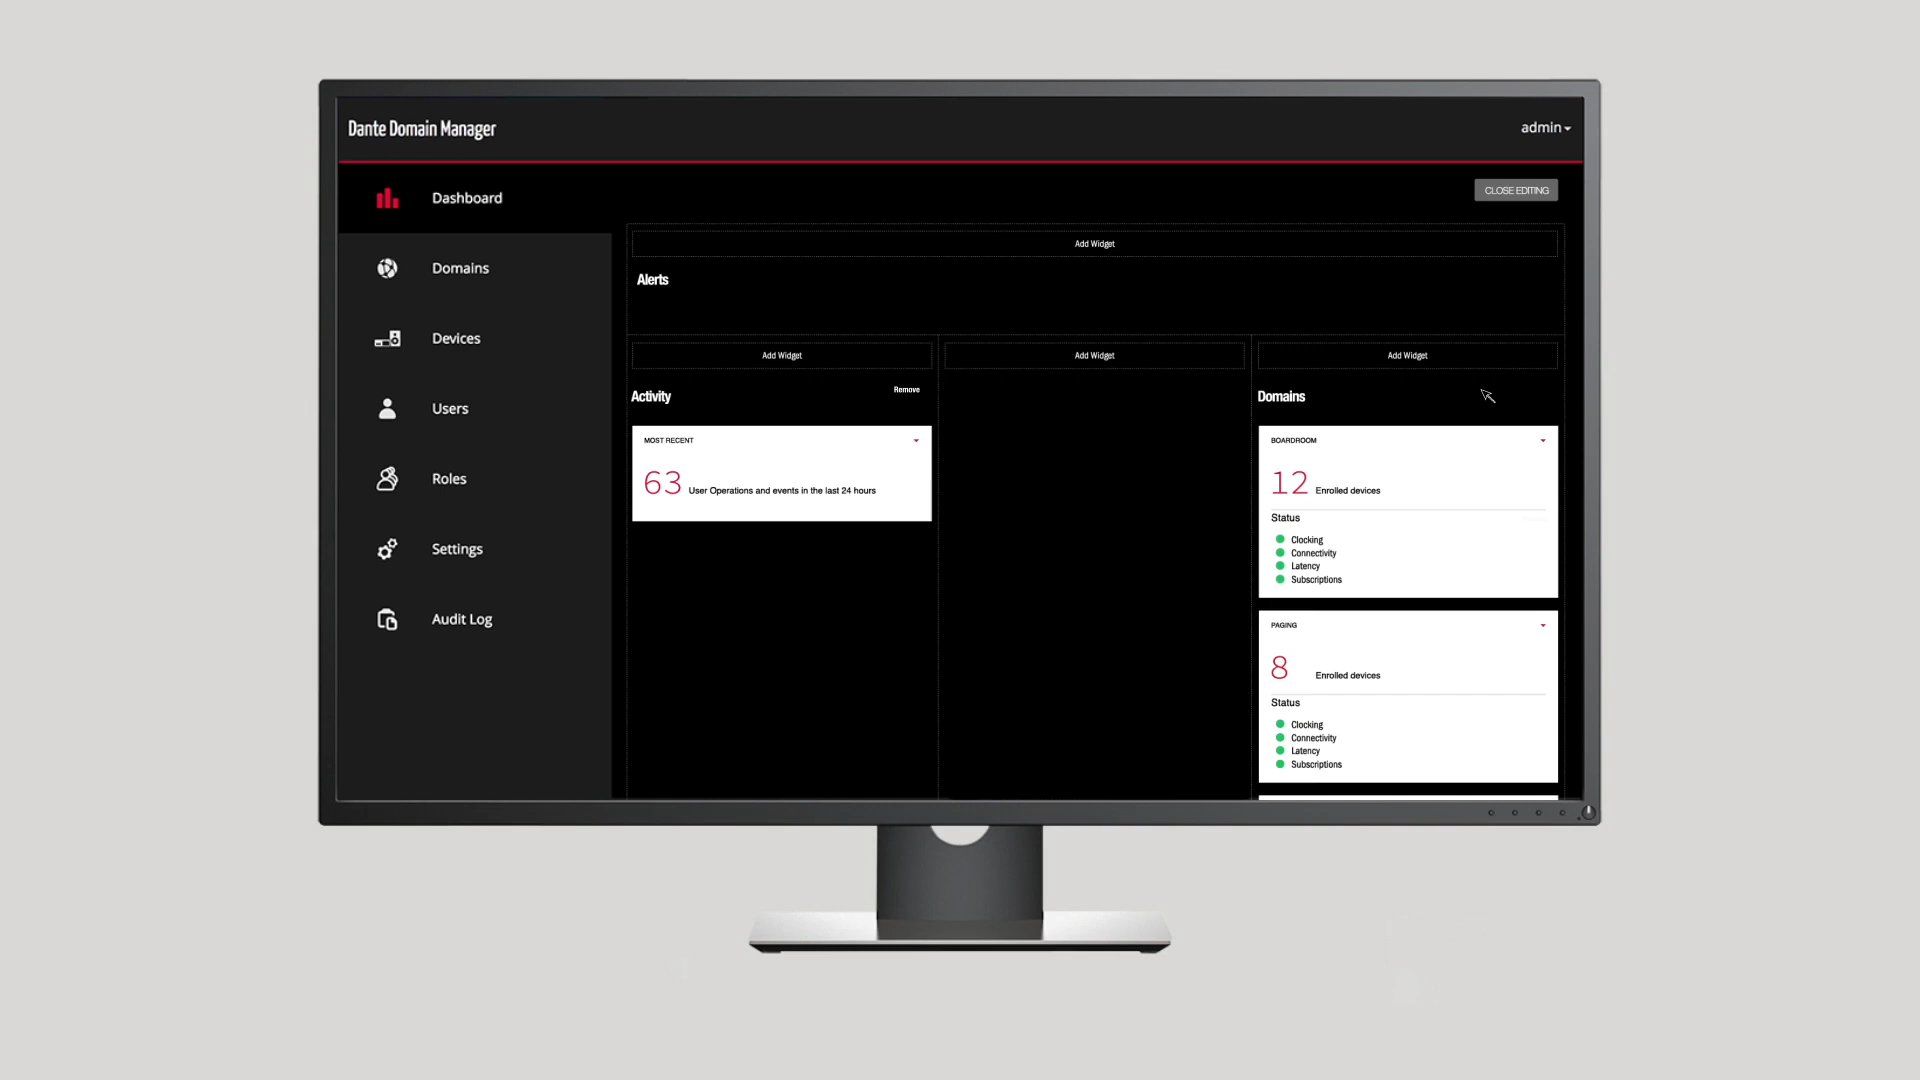 Dante Domain Manager
admin
Dashboard
CLOSE EDITING
Domains
Devices
Users
Roles
Settings
Audit Log
Add Widget
Alerts
Add Widget
Add Widget
Add Widget
Activity
Remove
MOST RECENT
63 User Operations and events in the last 24 hours
Domains
BOARDROOM
12 Enrolled devices
Status
Clocking
Connectivity
Latency
Subscriptions
PAGING
8 Enrolled devices
Status
Clocking
Connectivity
Latency
Subscriptions